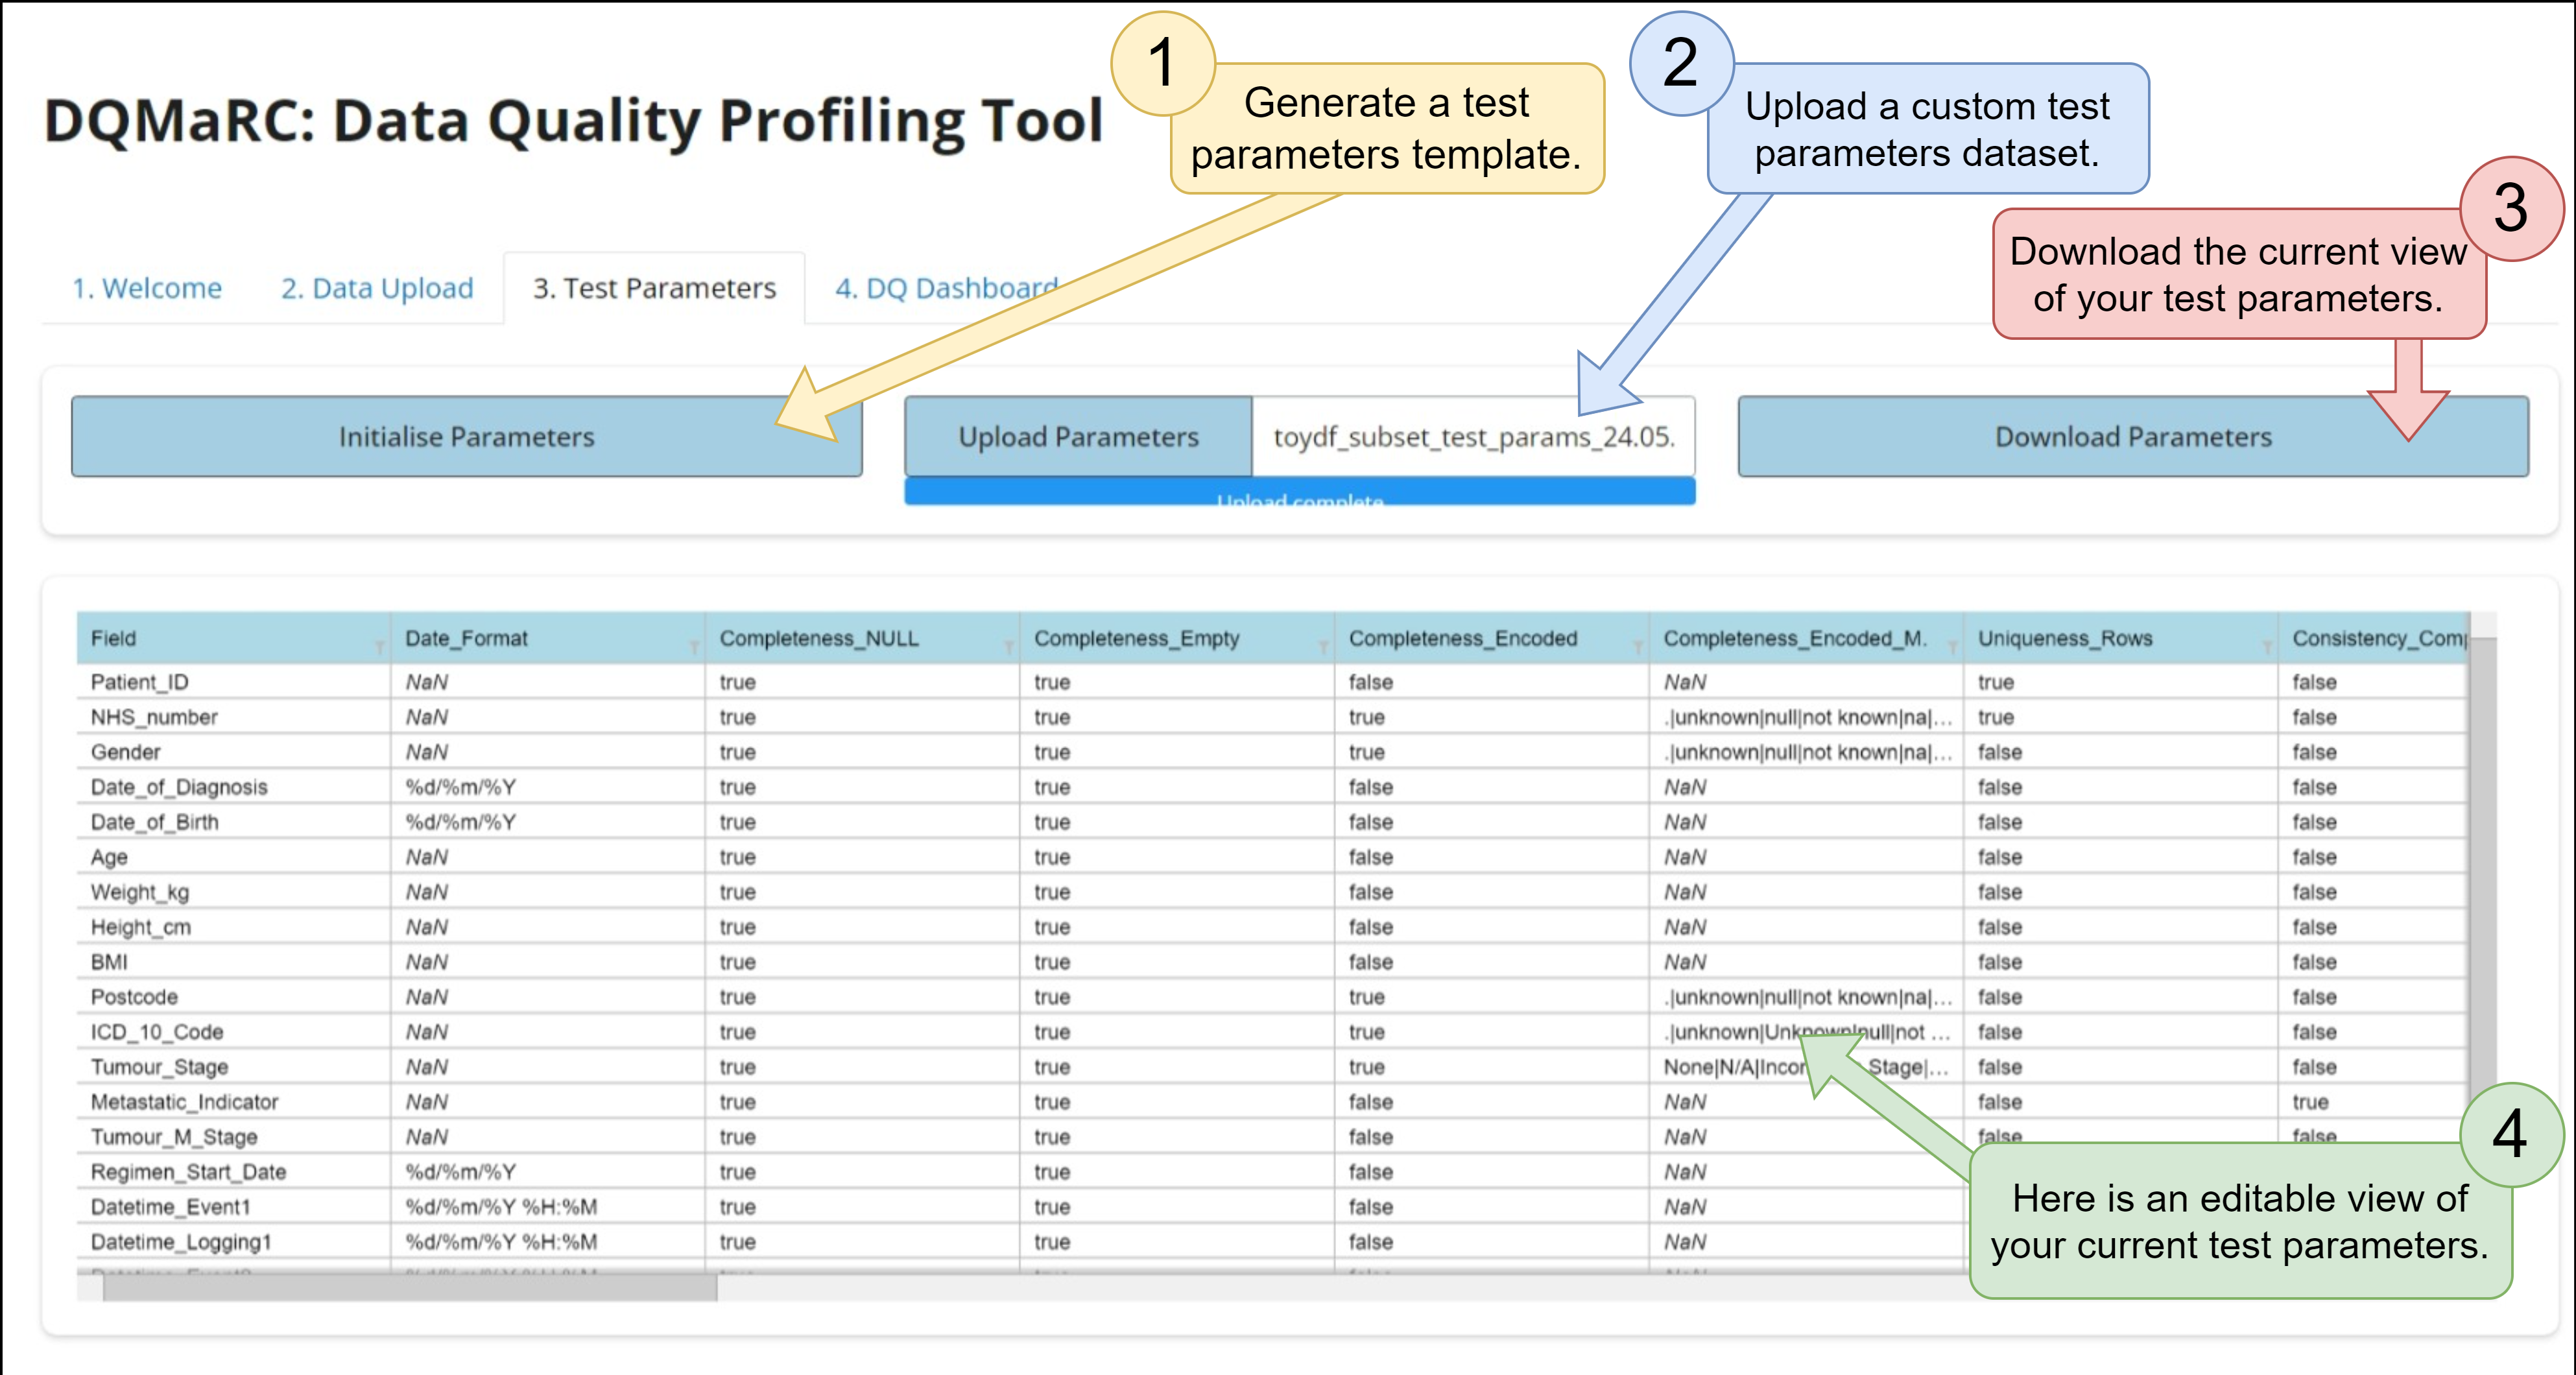 1
Generate a test
parameters template.
2
Upload a custom test
parameters dataset.
3
Download the current view
of your test parameters.
DQMaRC: Data Quality Profiling Tool
1. Welcome 2. Data Upload 3. Test Parameters 4. DQ Dashboard
Initialise Parameters Upload Parameters toydf_subset_test_params_24.05. Download Parameters
Upload complete
Field Date_Format Completeness_NULL Completeness_Empty Completeness_Encoded Completeness_Encoded_M. Uniqueness_Rows Consistency_Comp
Patient_ID NaN true true false NaN true false
NHS_number NaN true true true .|unknown|null|not known|na|... true false
Gender NaN true true true .|unknown|null|not known|na|... false false
Date_of_Diagnosis %d/%m/%Y true true false NaN false false
Date_of_Birth %d/%m/%Y true true false NaN false false
Age NaN true true false NaN false false
Weight_kg NaN true true false NaN false false
Height_cm NaN true true false NaN false false
BMI NaN true true false NaN false false
Postcode NaN true true true .|unknown|null|not known|na|... false false
ICD_10_Code NaN true true true .|unknown|Unknown|null|not ... false false
Tumour_Stage NaN true true true None|N/A| Stage|... false false
Metastatic_Indicator NaN true true false NaN false true
Tumour_M_Stage NaN true true false NaN false false
Regimen_Start_Date %d/%m/%Y true true false NaN
Datetime_Event1 %d/%m/%Y %H:%M true true false NaN
Datetime_Logging1 %d/%m/%Y %H:%M true true false NaN
4
Here is an editable view of
your current test parameters.